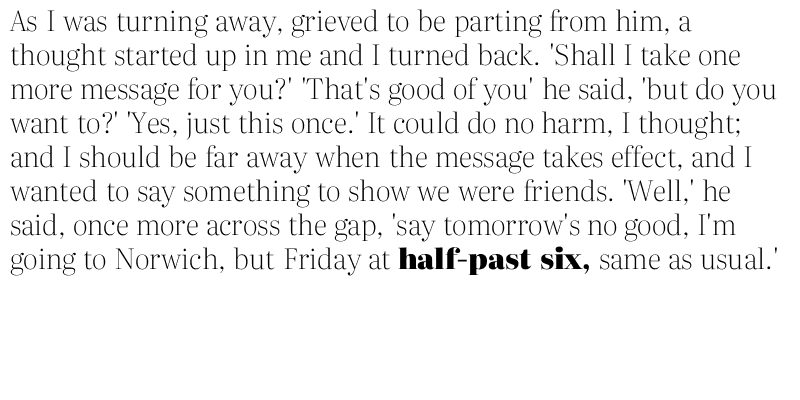 As I was turning away, grieved to be parting from him, a
thought started up in me and I turned back. 'Shall I take one
more message for you?' 'That's good of you' he said, 'but do you
want to?' 'Yes, just this once.' It could do no harm, I thought;
and I should be far away when the message takes effect, and I
wanted to say something to show we were friends. 'Well,' he
said, once more across the gap, 'say tomorrow's no good, I'm
going to Norwich, but Friday at half-past six, same as usual.'